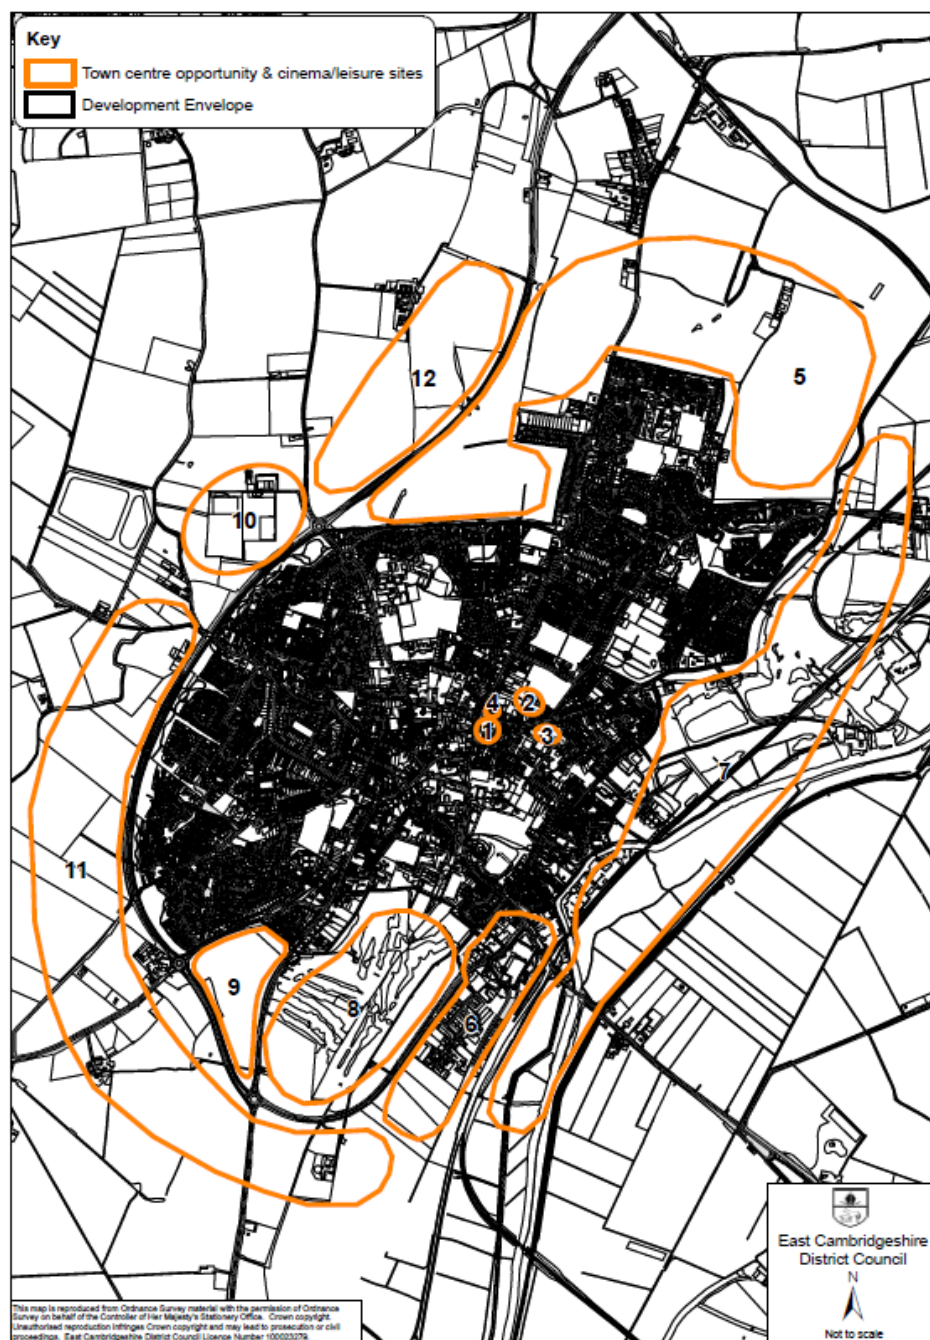 Key
Town centre opportunity & cinema/leisure sites
Development Envelope
5
12
10
4
2
1
3
7
11
9
8
6
East Cambridgeshire
District Council
N
Not to scale
This map is reproduced from Ordnance Survey material with the permission of Ordnance
Survey on behalf of the Controller of Her Majesty's Stationery Office. Crown copyright.
Unauthorised reproduction infringes Crown copyright and may lead to prosecution or civil
proceedings. East Cambridgeshire District Council Licence Number 100023279.